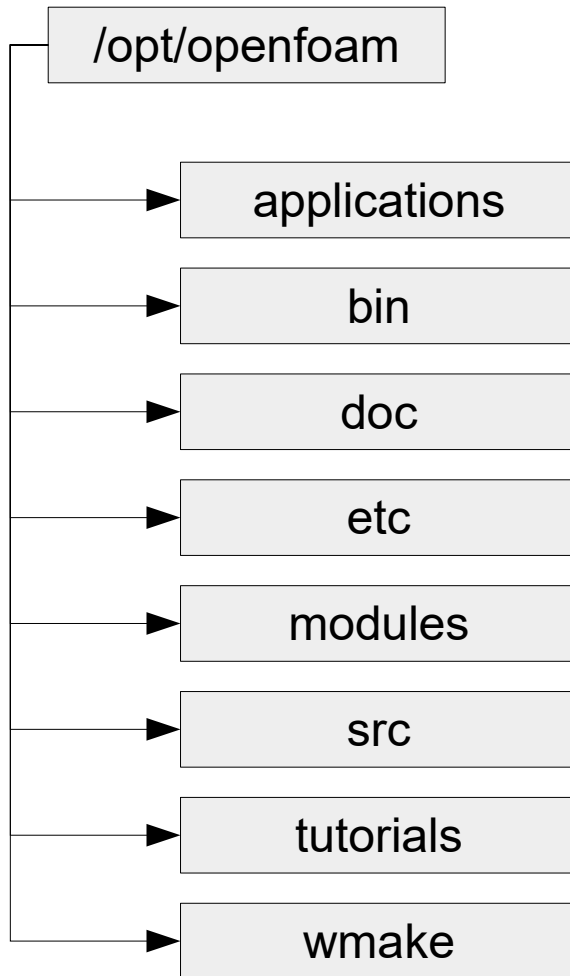 /opt/openfoam
applications
bin
doc
etc
modules
src
tutorials
wmake